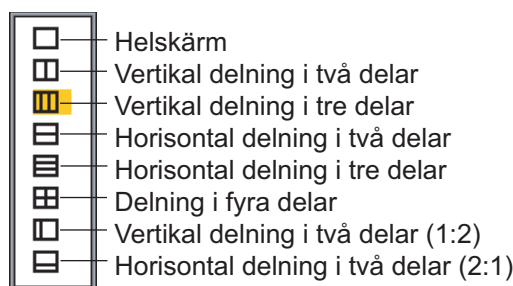 Helskärm
Vertikal delning i två delar
Vertikal delning i tre delar
Horisontal delning i två delar
Horisontal delning i tre delar
Delning i fyra delar
Vertikal delning i två delar (1:2)
Horisontal delning i två delar (2:1)